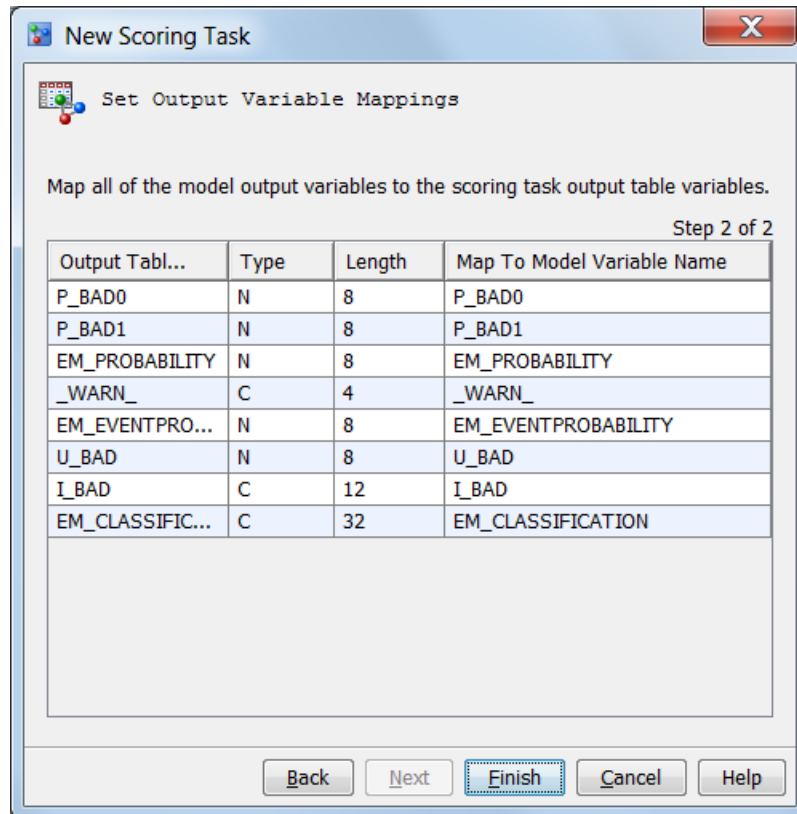 New Scoring Task
Set Output Variable Mappings
Map all of the model output variables to the scoring task output table variables.
Step 2 of 2
Output Tabl... Type Length Map To Model Variable Name
P_BAD0 N 8 P_BAD0
P_BAD1 N 8 P_BAD1
EM_PROBABILITY N 8 EM_PROBABILITY
_WARN_ C 4 _WARN_
EM_EVENTPRO... N 8 EM_EVENTPROBABILITY
U_BAD N 8 U_BAD
I_BAD C 12 I_BAD
EM_CLASSIFIC... C 32 EM_CLASSIFICATION
Back Next Finish Cancel Help